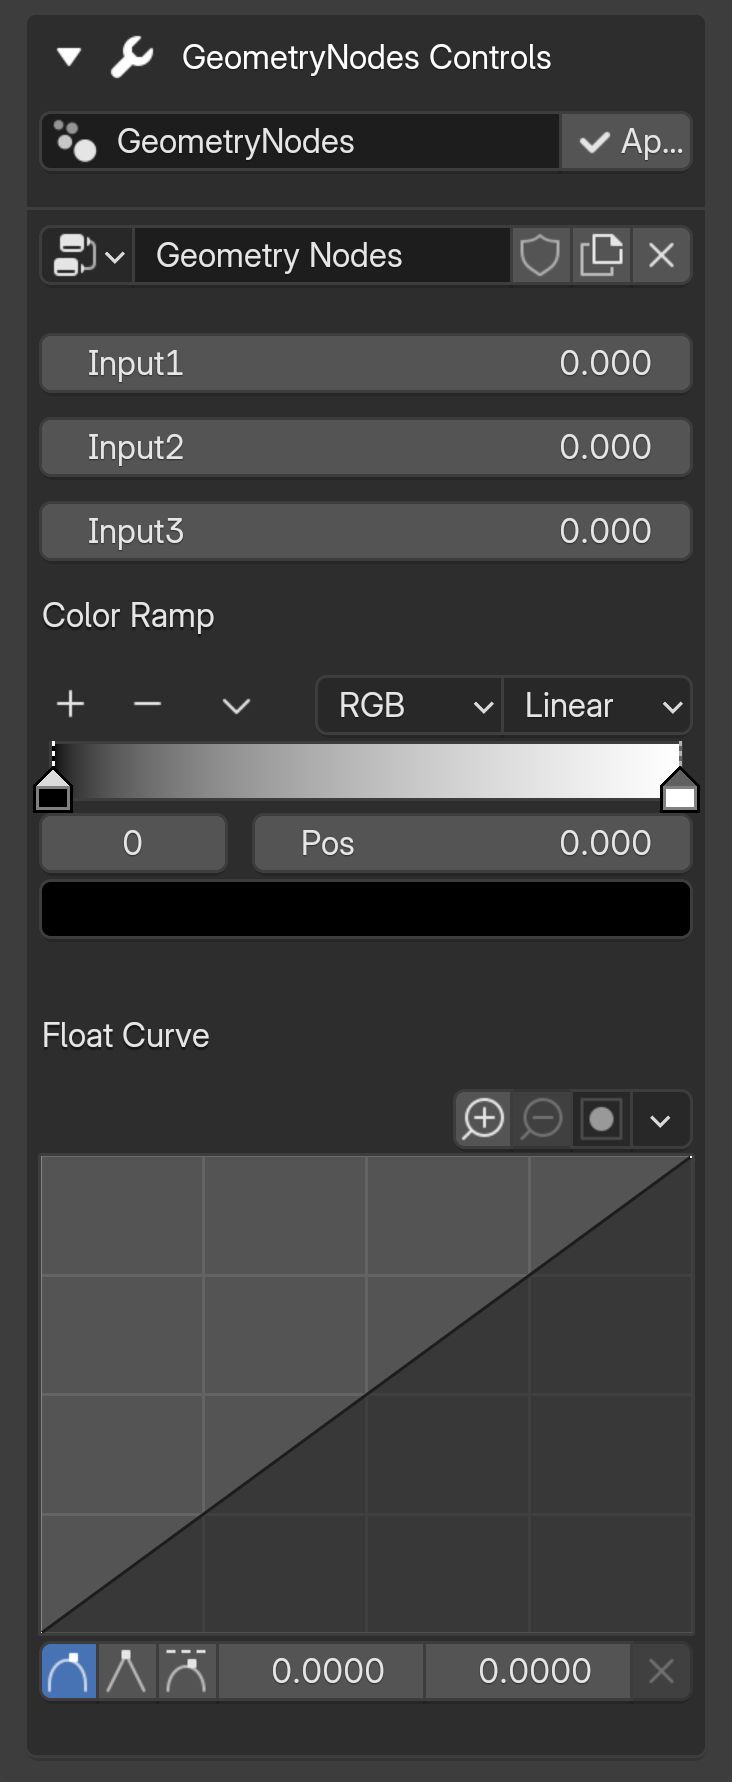 GeometryNodes Controls
GeometryNodes Ap...
Geometry Nodes
Input1 0.000
Input2 0.000
Input3 0.000
Color Ramp
RGB Linear
0 Pos 0.000
Float Curve
0.0000 0.0000